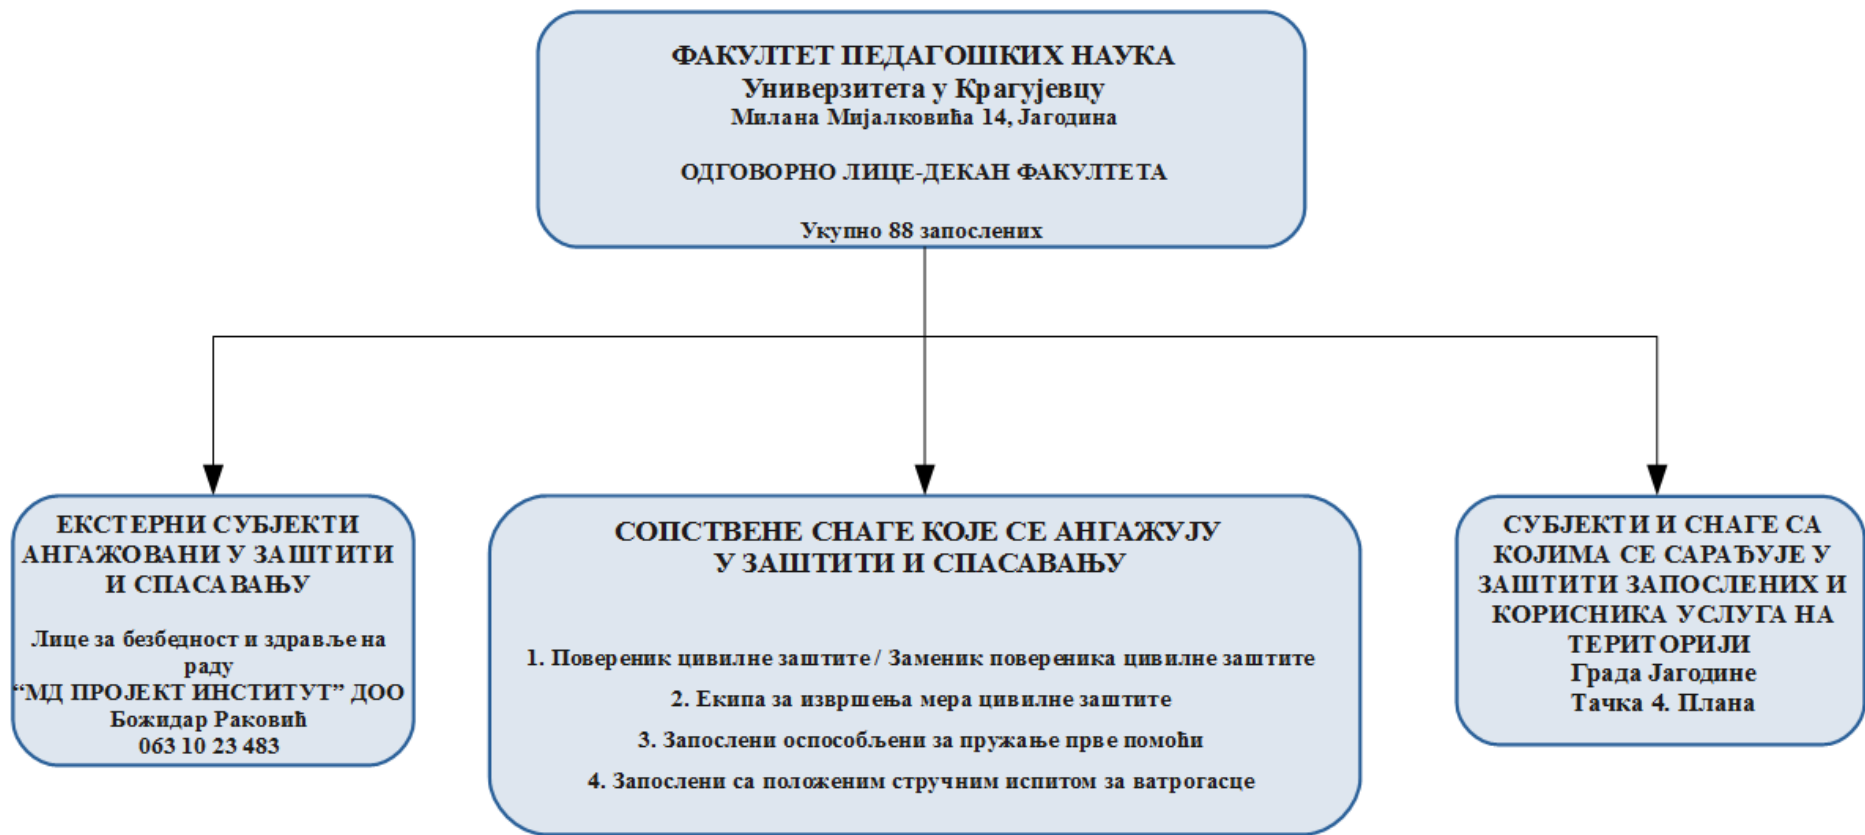 ФАКУЛТЕТ ПЕДАГОШКИХ НАУКА
Универзитета у Крагујевцу
Милана Мијалковића 14, Јагодина
ОДГОВОРНО ЛИЦЕ-ДЕКАН ФАКУЛТЕТА
Укупно 88 запослених
ЕКСТЕРНИ СУБЈЕКТИ
АНГАЖОВАНИ У ЗАШТИТИ
И СПАСАВАЊУ
Лице за безбедност и здравље на
раду
“МД ПРОЈЕКТ ИНСТИТУТ” ДОО
Божидар Раковић
063 10 23 483
СОПСТВЕНЕ СНАГЕ КОЈЕ СЕ АНГАЖУЈУ
У ЗАШТИТИ И СПАСАВАЊУ
1. Повереник цивилне заштите / Заменик повереника цивилне заштите
2. Екипа за извршења мера цивилне заштите
3. Запослени оспособљени за пружање прве помоћи
4. Запослени са положеним стручним испитом за ватрогасце
СУБЈЕКТИ И СНАГЕ СА
КОЈИМА СЕ САРАЂУЈЕ У
ЗАШТИТИ ЗАПОСЛЕНИХ И
КОРИСНИКА УСЛУГА НА
ТЕРИТОРИЈИ
Града Јагодине
Тачка 4. Плана